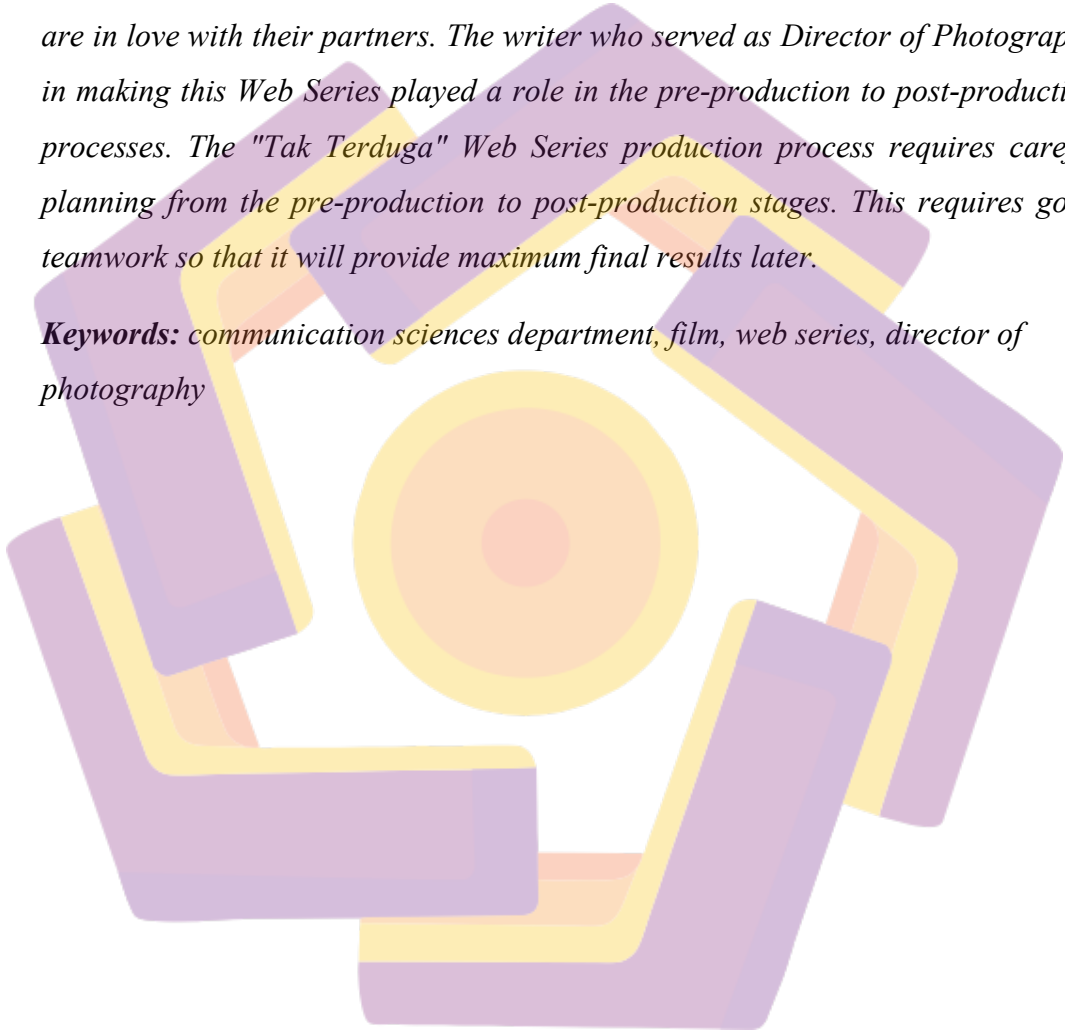 are in love with their partners. The writer who served as Director of Photograp
in making this Web Series played a role in the pre-production to post-producti
processes. The "Tak Terduga" Web Series production process requires care
planning from the pre-production to post-production stages. This requires go
teamwork so that it will provide maximum final results later.
Keywords: communication sciences department, film, web series, director of
photography